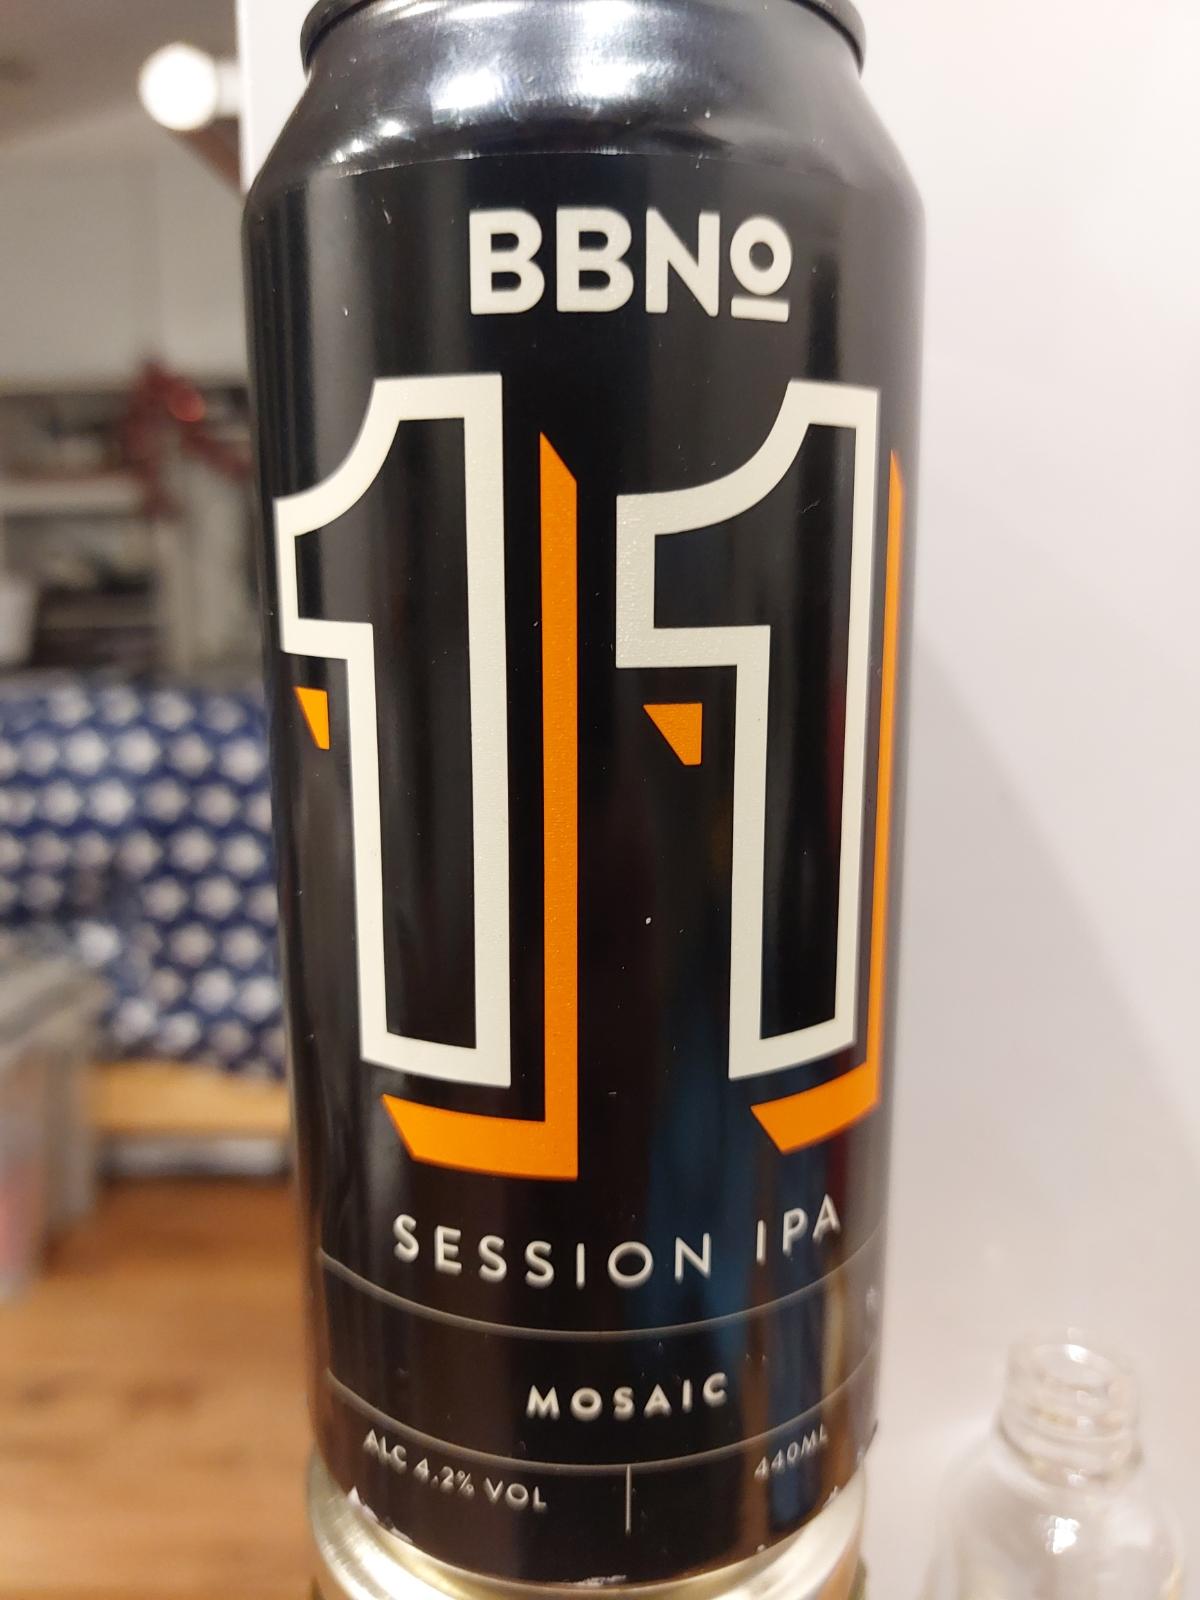 BBNº
11
SESSION IPA
MOSAIC
ALC 4.2% VOL
440ML